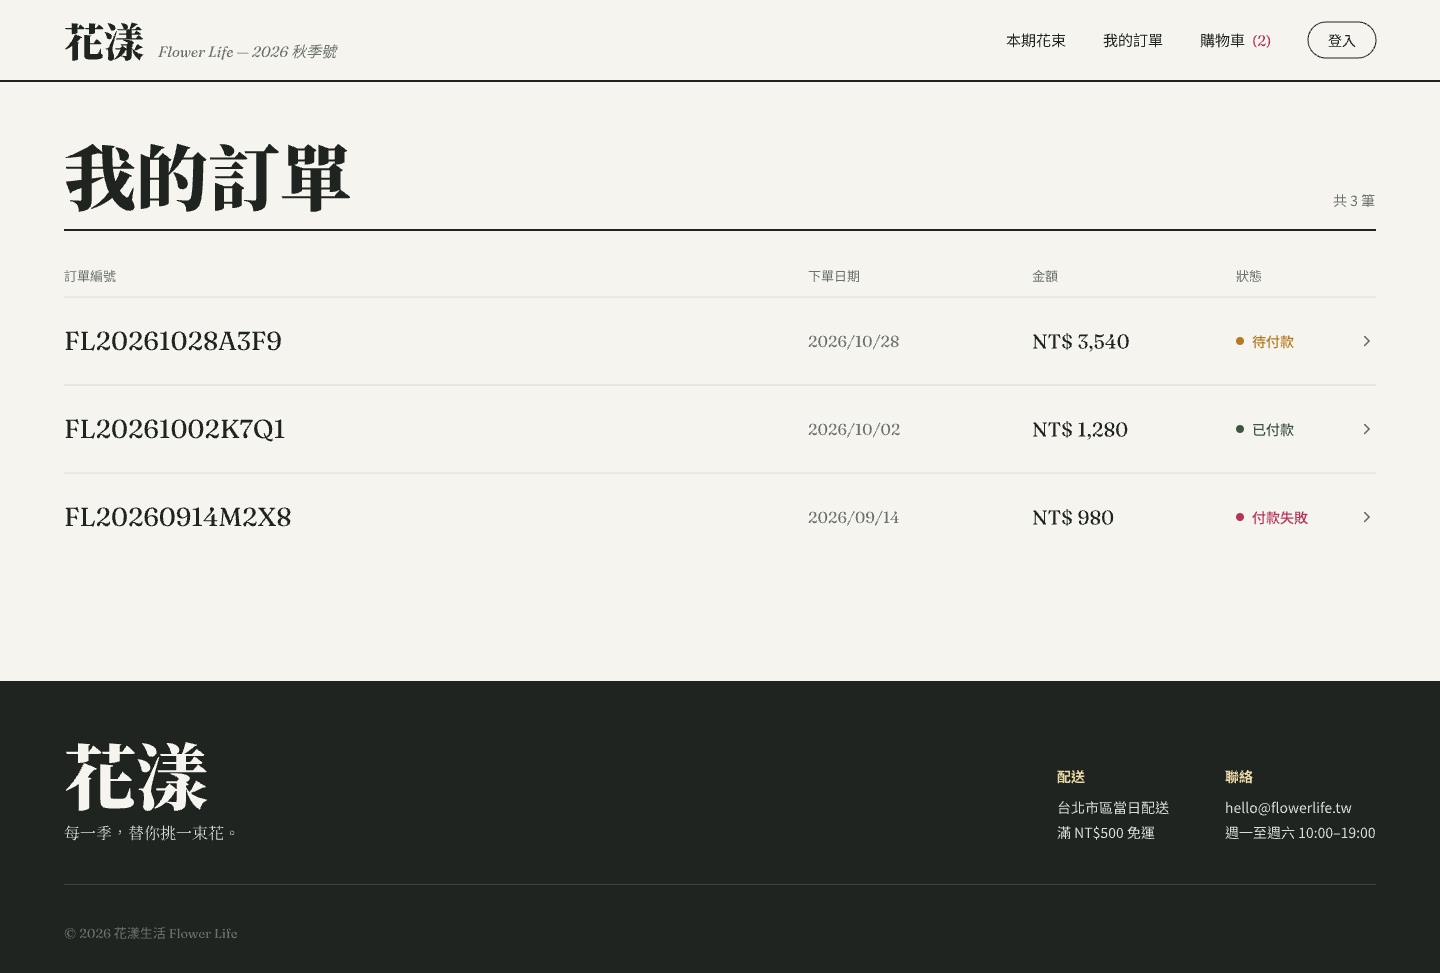 花漾 Flower Life — 2026 秋季號
本期花束 我的訂單 購物車 (2) 登入
我的訂單
共 3 筆
訂單編號 下單日期 金額 狀態
FL20261028A3F9 2026/10/28 NT$ 3,540 待付款
FL20261002K7Q1 2026/10/02 NT$ 1,280 已付款
FL20260914M2X8 2026/09/14 NT$ 980 付款失敗
花漾
每一季，替你挑一束花。
配送
台北市區當日配送
滿 NT$500 免運
聯絡
hello@flowerlife.tw
週一至週六 10:00–19:00
© 2026 花漾生活 Flower Life